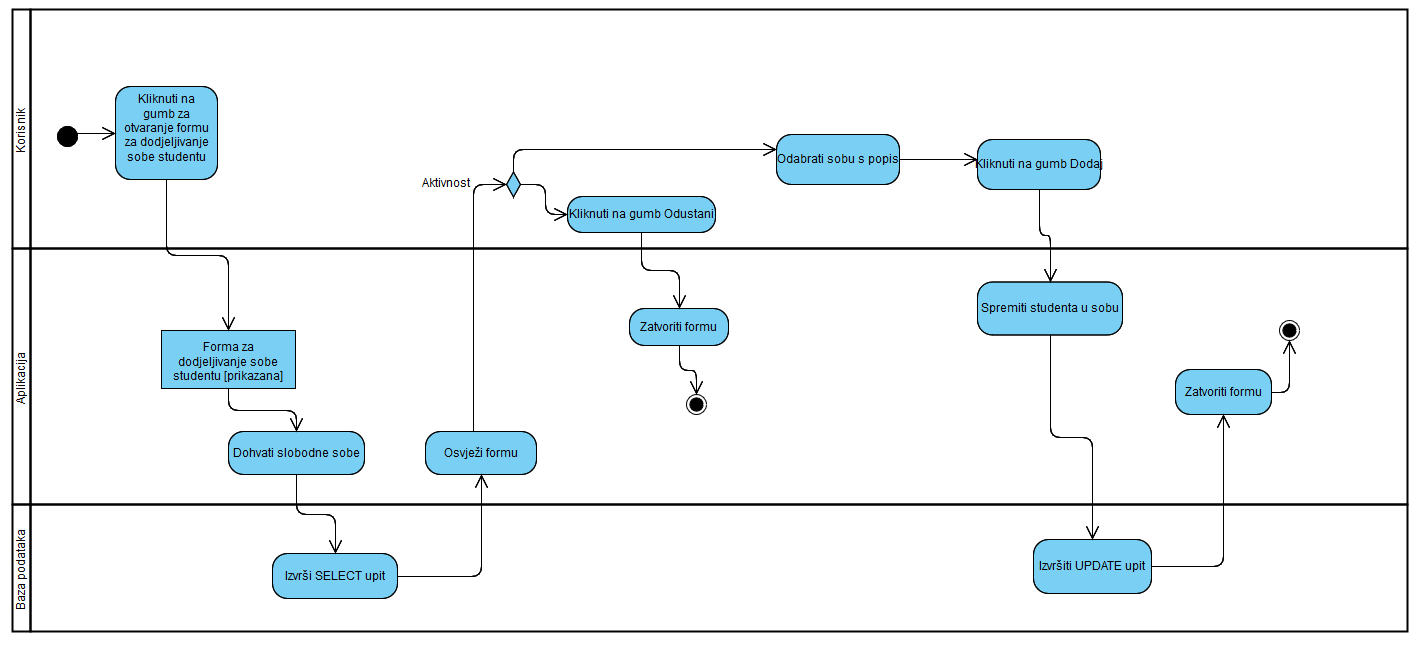 Korisnik
Kliknuti na
gumb za
otvaranje formu
za dodjeljivanje
sobe studentu
Aktivnost
Kliknuti na gumb Odustani
Odabrati sobu s popis
Kliknuti na gumb Dodaj
Aplikacija
Forma za
dodjeljivanje sobe
studentu [prikazana]
Dohvati slobodne sobe
Osvježi formu
Zatvoriti formu
Spremiti studenta u sobu
Zatvoriti formu
Baza podataka
Izvrši SELECT upit
Izvršiti UPDATE upit